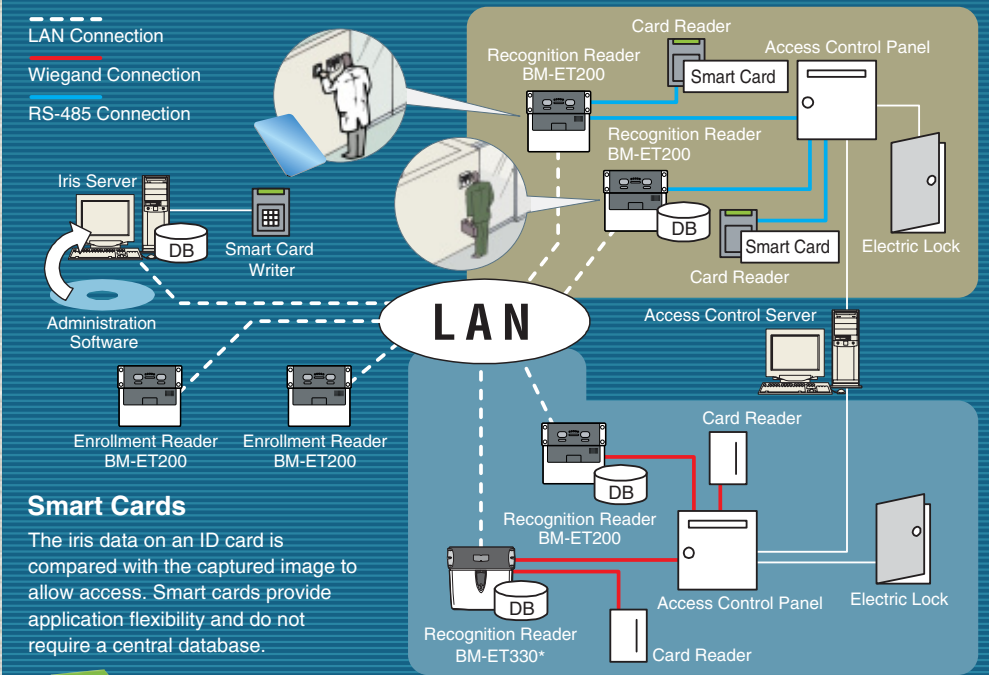 LAN Connection
Wiegand Connection
RS-485 Connection
Card Reader
Recognition Reader
BM-ET200
Smart Card
Access Control Panel
Recognition Reader
BM-ET200
DB
Smart Card
Card Reader
Electric Lock
Iris Server
DB
Smart Card
Writer
Administration
Software
LAN
Access Control Server
Enrollment Reader
BM-ET200
Enrollment Reader
BM-ET200
Card Reader
DB
Recognition Reader
BM-ET200
DB
Recognition Reader
BM-ET330*
Card Reader
Access Control Panel
Electric Lock
Smart Cards
The iris data on an ID card is
compared with the captured image to
allow access. Smart cards provide
application flexibility and do not
require a central database.